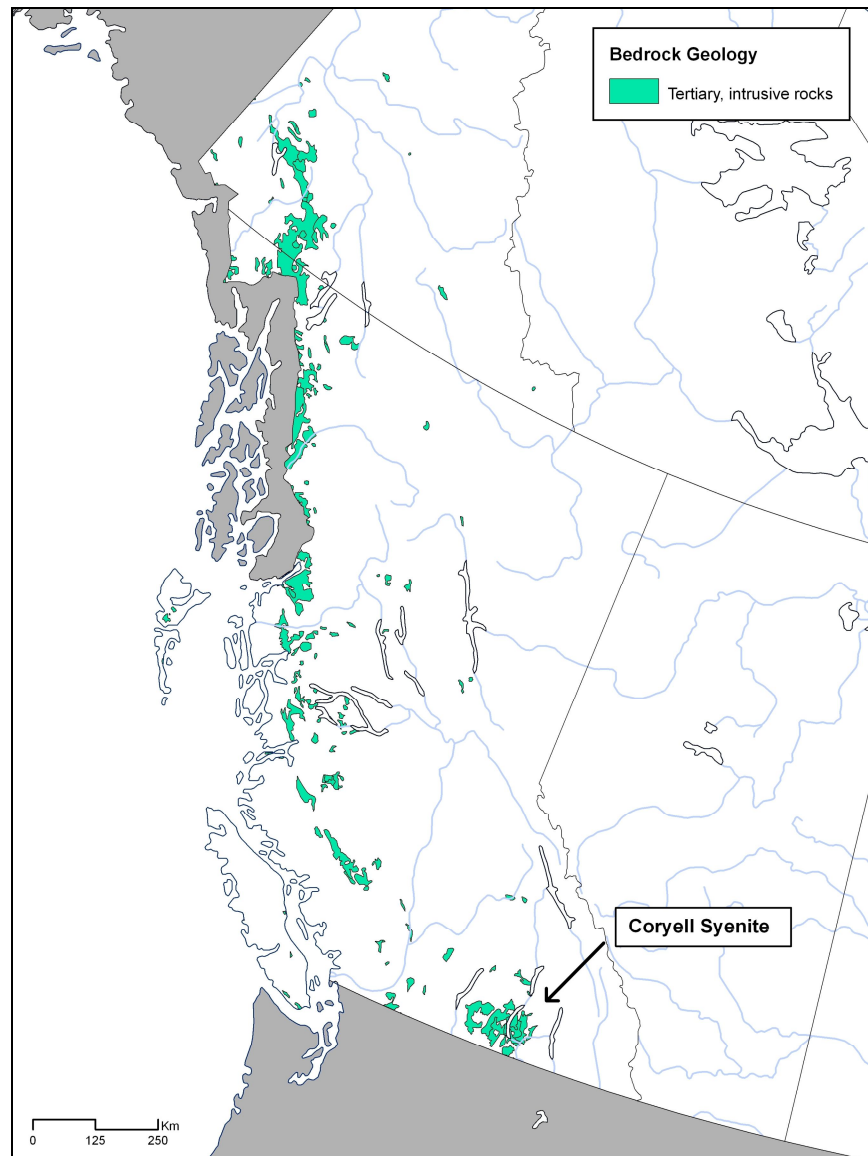 Bedrock Geology
Tertiary, intrusive rocks
Coryell Syenite
Km
0 125 250